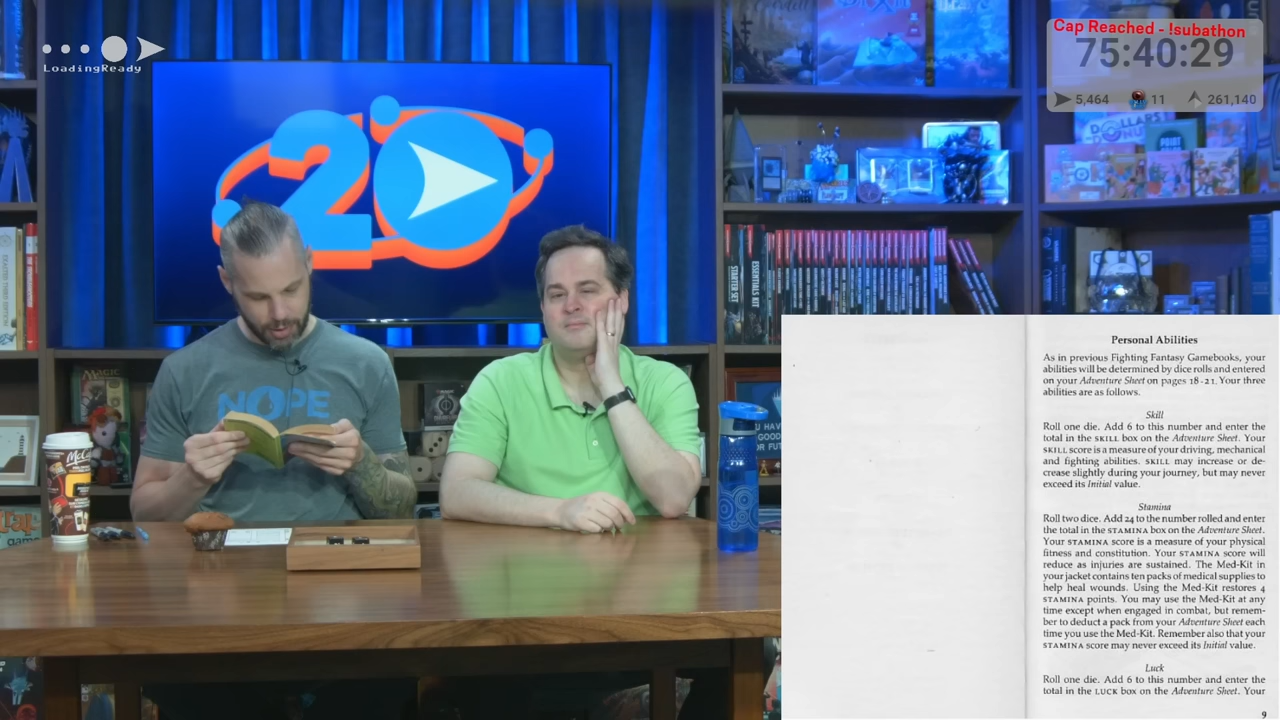 LoadingReady
Cap Reached - !subathon
75:40:29
5,464 11 261,140
20
NOPE
STARTER SET
ESSENTIALS KIT
MAGIC
Personal Abilities
As in previous Fighting Fantasy Gamebooks, your
abilities will be determined by dice rolls and entered
on your Adventure Sheet on pages 18–21. Your three
abilities are as follows.
Skill
Roll one die. Add 6 to this number and enter the
total in the SKILL box on the Adventure Sheet. Your
SKILL score is a measure of your driving, mechanical
and fighting abilities. SKILL may increase or de-
crease slightly during your journey, but may never
exceed its Initial value.
Stamina
Roll two dice. Add 24 to the number rolled and enter
the total in the STAMINA box on the Adventure Sheet.
Your STAMINA score is a measure of your physical
fitness and constitution. Your STAMINA score will
reduce as injuries are sustained. The Med-Kit in
your jacket contains ten packs of medical supplies to
help heal wounds. Using the Med-Kit restores 4
STAMINA points. You may use the Med-Kit at any
time except when engaged in combat, but remem-
ber to deduct a pack from your Adventure Sheet each
time you use the Med-Kit. Remember also that your
STAMINA score may never exceed its Initial value.
Luck
Roll one die. Add 6 to this number and enter the
total in the LUCK box on the Adventure Sheet. Your
9